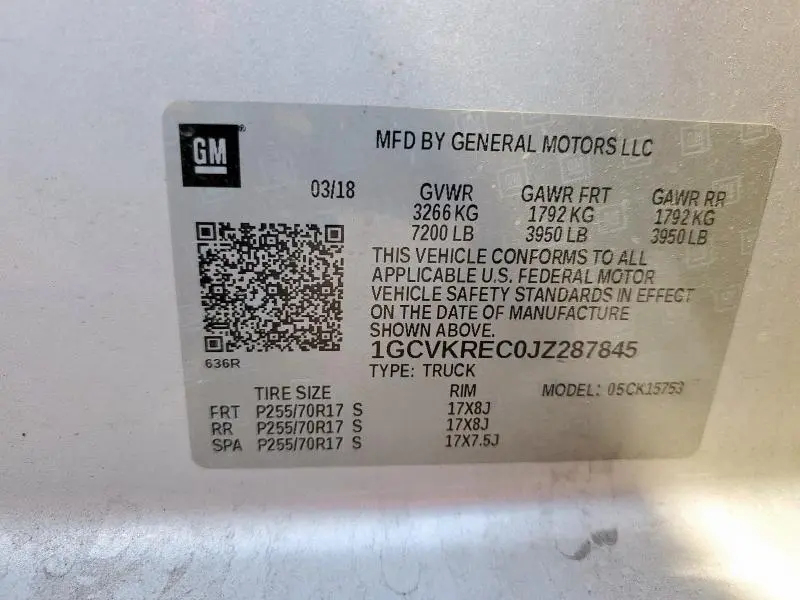 GM®
MFD BY GENERAL MOTORS LLC
03/18 GVWR GAWR FRT GAWR RR
3266 KG 1792 KG 1792 KG
7200 LB 3950 LB 3950 LB
THIS VEHICLE CONFORMS TO ALL
APPLICABLE U.S. FEDERAL MOTOR
VEHICLE SAFETY STANDARDS IN EFFECT
ON THE DATE OF MANUFACTURE
SHOWN ABOVE.
1GCVKREC0JZ287845
636R
TYPE: TRUCK
TIRE SIZE RIM MODEL: 05CK15753
FRT P255/70R17 S 17X8J
RR P255/70R17 S 17X8J
SPA P255/70R17 S 17X7.5J